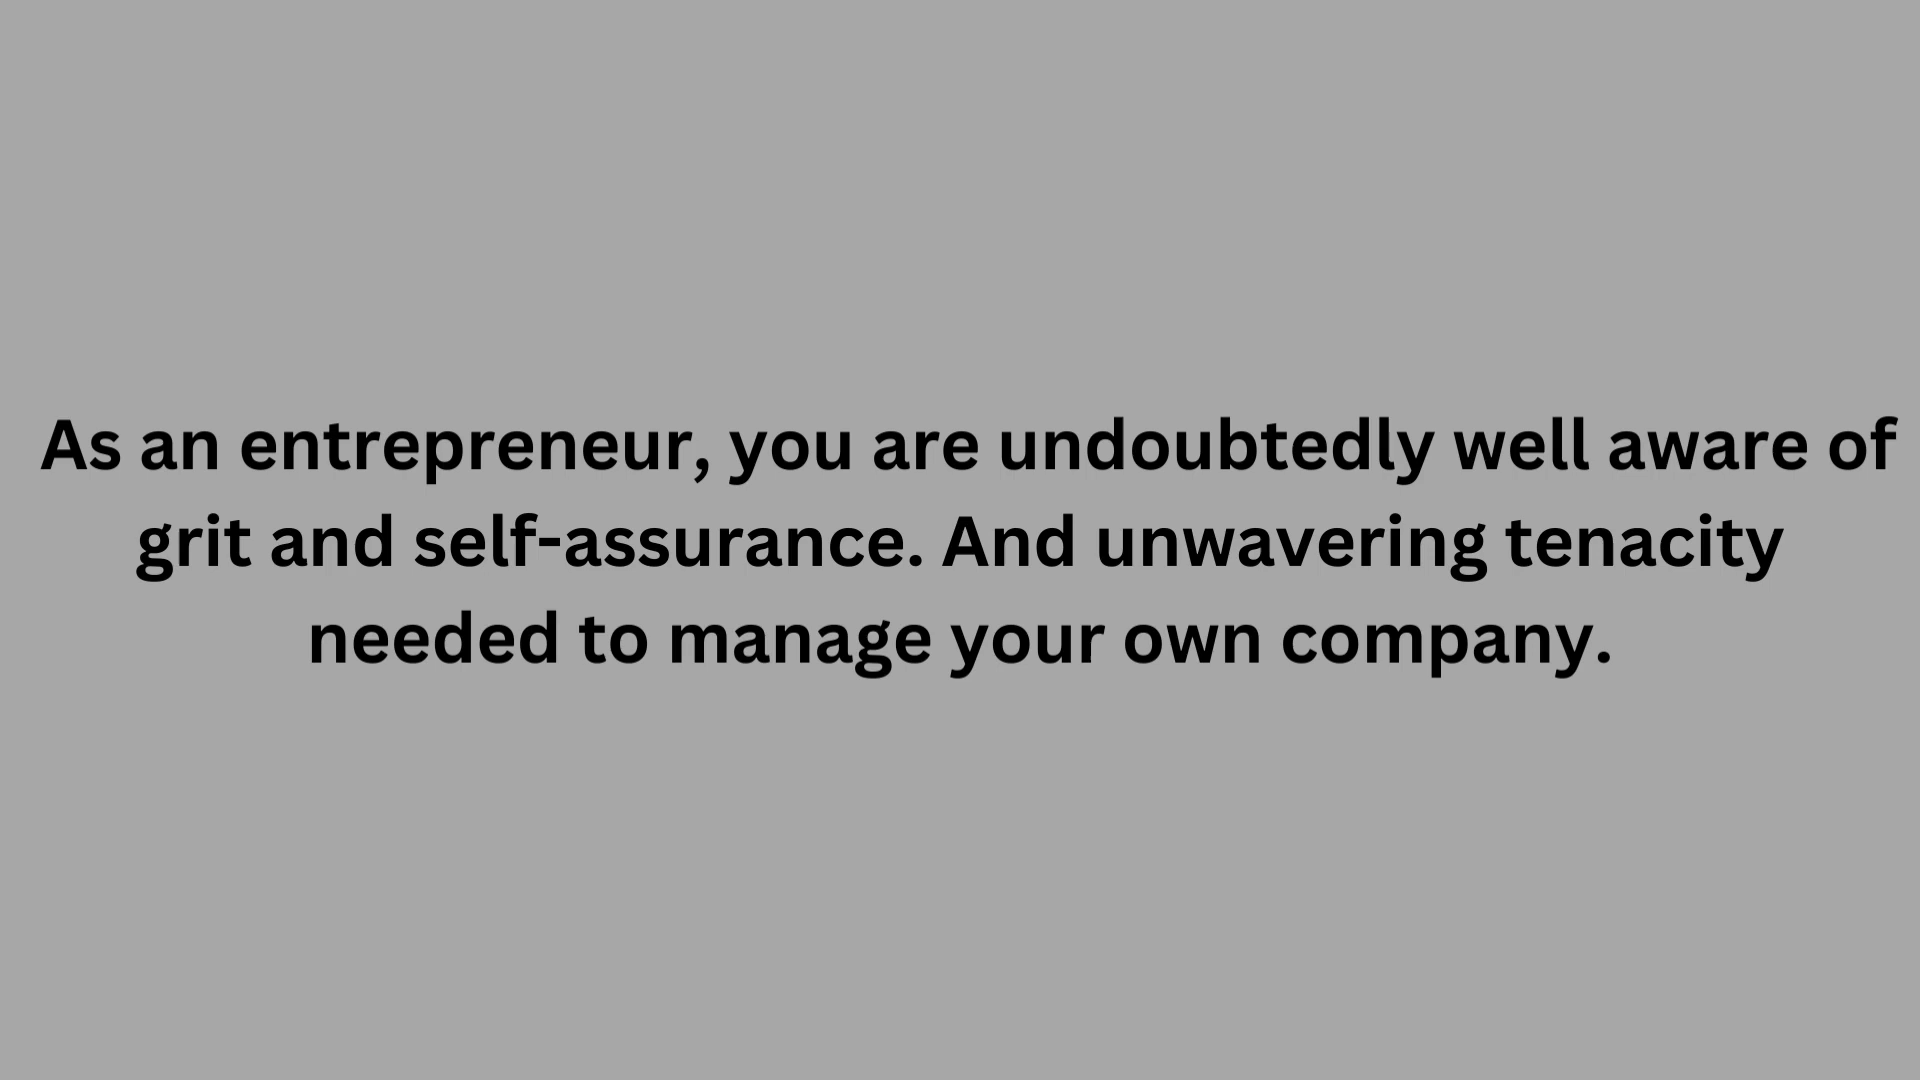 As an entrepreneur, you are undoubtedly well aware of
grit and self-assurance. And unwavering tenacity
needed to manage your own company.